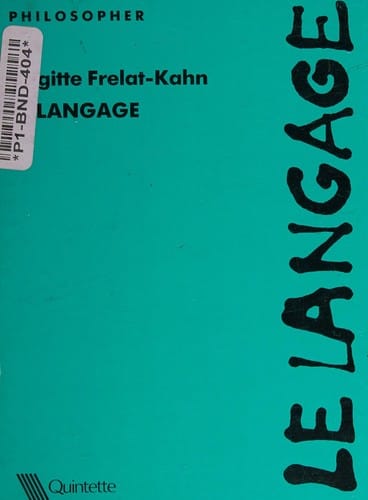 PHILOSOPHER
gitte Frelat-Kahn
LANGAGE
*P1-BND-404*
LE LANGAGE
Quintette